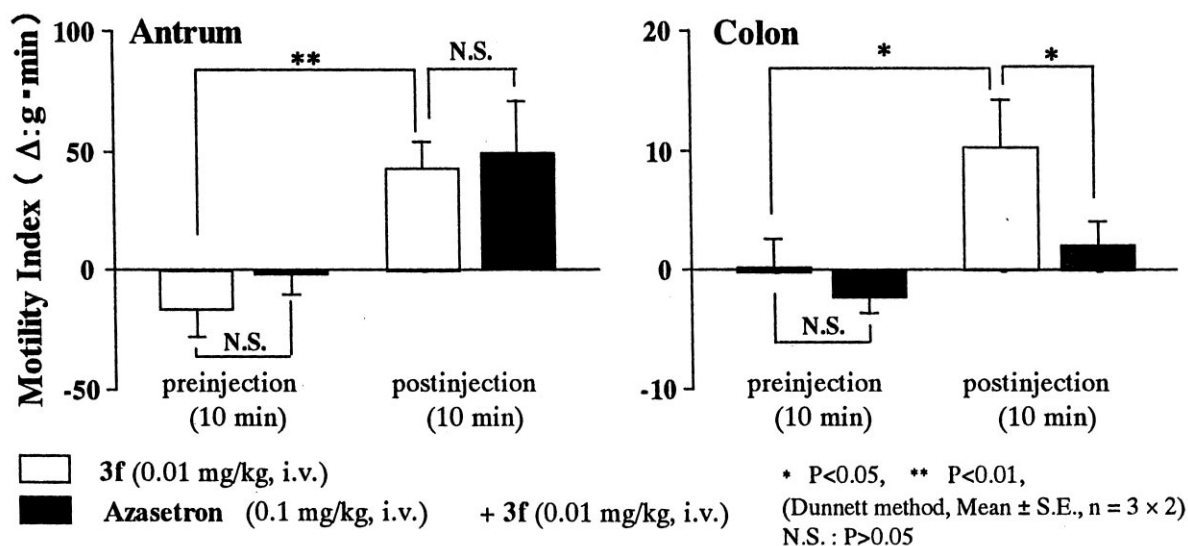 Antrum
Colon
Motility Index ( Δ:g▪min)
100
50
0
-50
**
N.S.
N.S.
preinjection
(10 min)
postinjection
(10 min)
20
10
0
-10
*
*
N.S.
preinjection
(10 min)
postinjection
(10 min)
3f (0.01 mg/kg, i.v.)
Azasetron (0.1 mg/kg, i.v.) + 3f (0.01 mg/kg, i.v.)
* P<0.05, ** P<0.01,
(Dunnett method, Mean ± S.E., n = 3 × 2)
N.S. : P>0.05